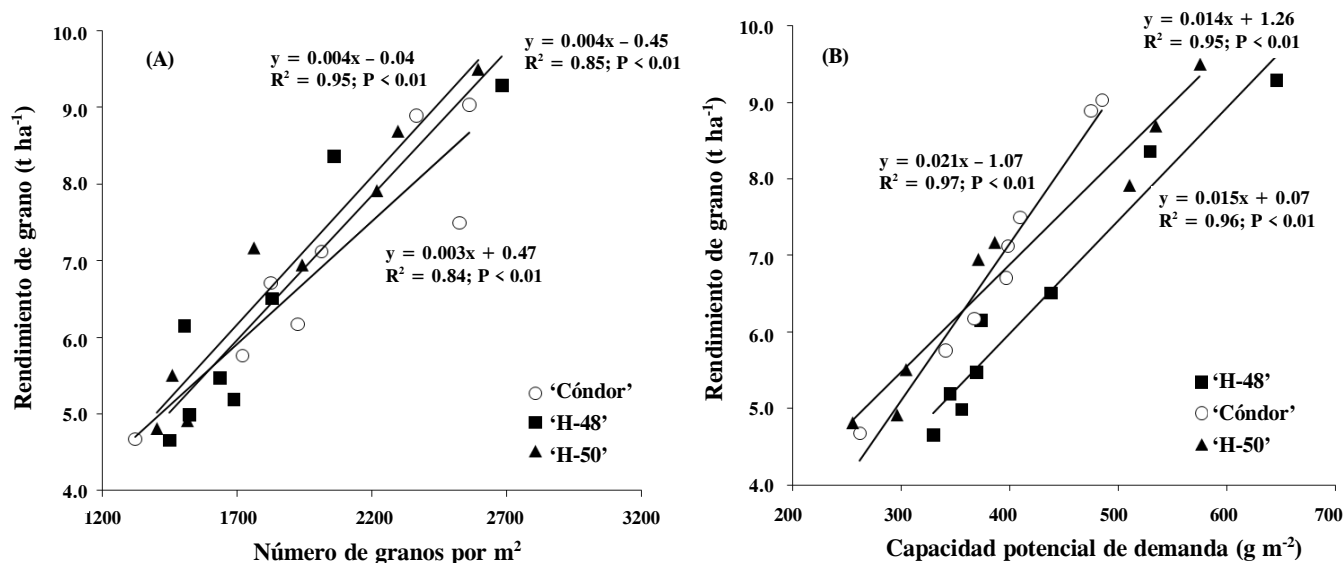 (A)
y = 0.004x – 0.04
R² = 0.95; P < 0.01
y = 0.004x – 0.45
R² = 0.85; P < 0.01
y = 0.003x + 0.47
R² = 0.84; P < 0.01
Rendimiento de grano (t ha⁻¹)
10.0
9.0
8.0
7.0
6.0
5.0
4.0
1200
1700
2200
2700
3200
Número de granos por m²
‘Cóndor’
‘H-48’
‘H-50’
(B)
y = 0.014x + 1.26
R² = 0.95; P < 0.01
y = 0.021x – 1.07
R² = 0.97; P < 0.01
y = 0.015x + 0.07
R² = 0.96; P < 0.01
Rendimiento de grano (t ha⁻¹)
10.0
9.0
8.0
7.0
6.0
5.0
4.0
200
300
400
500
600
700
Capacidad potencial de demanda (g m⁻²)
‘H-48’
‘Cóndor’
‘H-50’